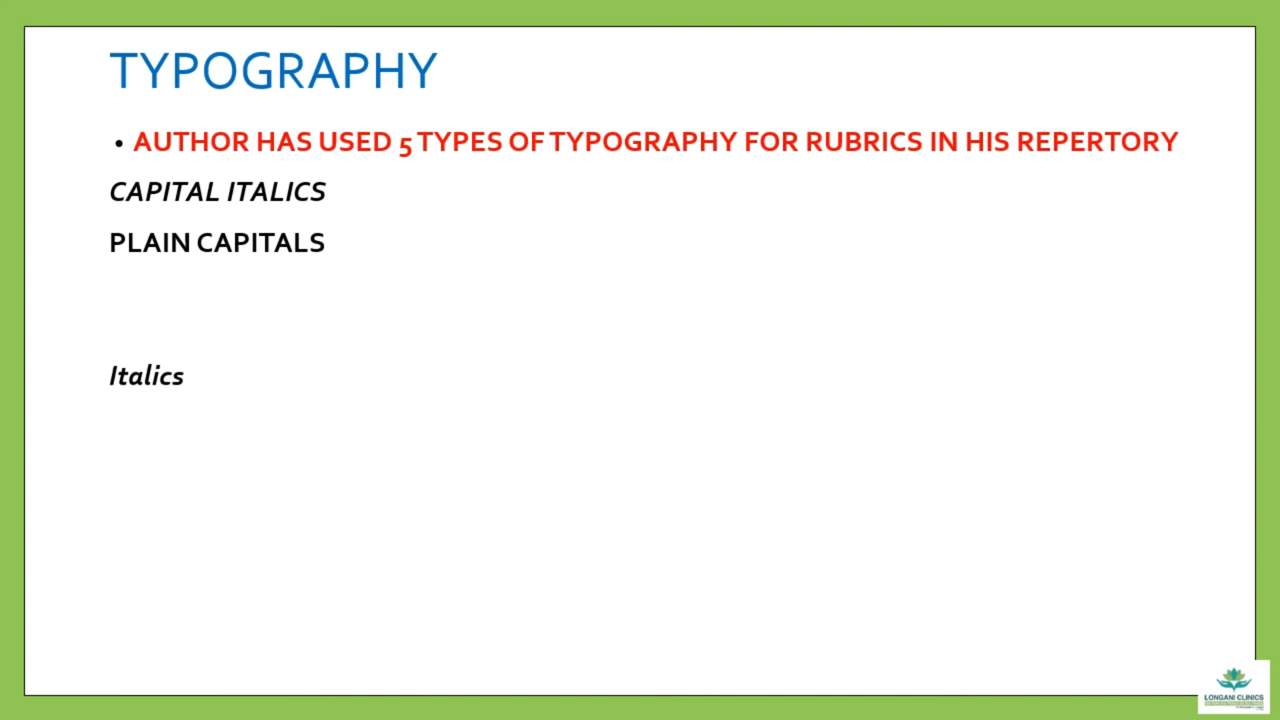 TYPOGRAPHY
• AUTHOR HAS USED 5 TYPES OF TYPOGRAPHY FOR RUBRICS IN HIS REPERTORY
CAPITAL ITALICS
PLAIN CAPITALS
Italics
LONGANI CLINICS